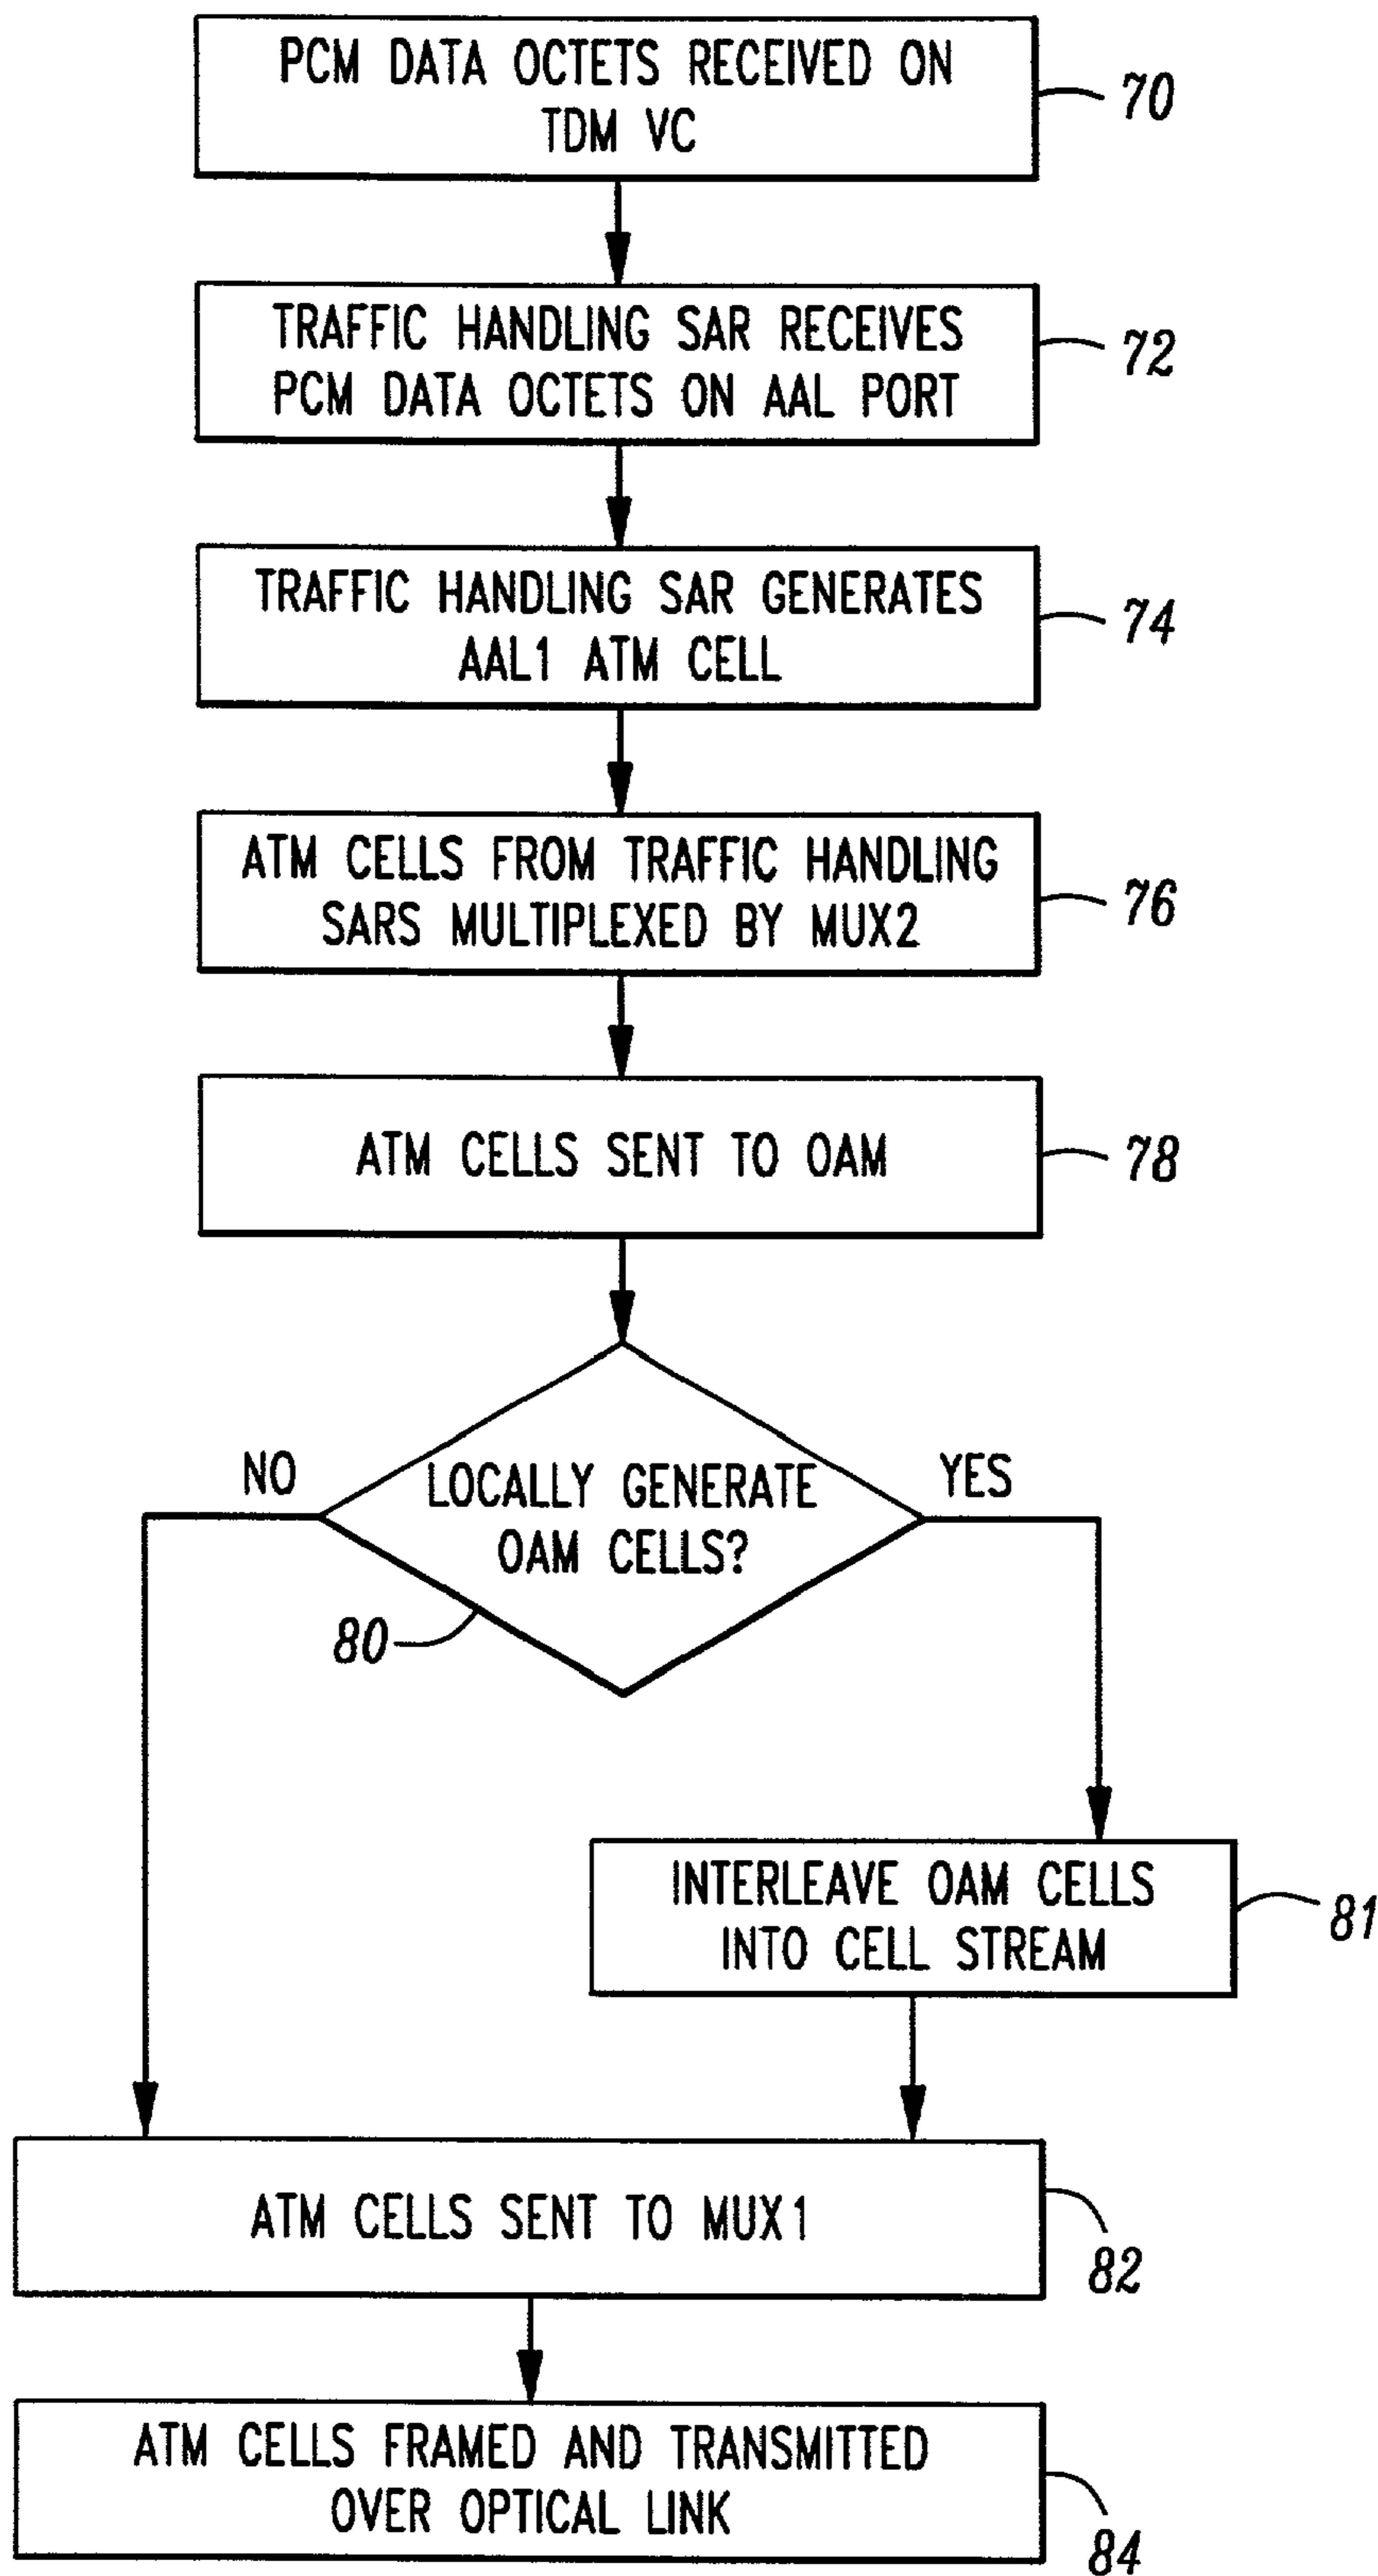 PCM DATA OCTETS RECEIVED ON
TDM VC
70
TRAFFIC HANDLING SAR RECEIVES
PCM DATA OCTETS ON AAL PORT
72
TRAFFIC HANDLING SAR GENERATES
AAL1 ATM CELL
74
ATM CELLS FROM TRAFFIC HANDLING
SARS MULTIPLEXED BY MUX2
76
ATM CELLS SENT TO OAM
78
NO
LOCALLY GENERATE
OAM CELLS?
YES
80
INTERLEAVE OAM CELLS
INTO CELL STREAM
81
ATM CELLS SENT TO MUX1
82
ATM CELLS FRAMED AND TRANSMITTED
OVER OPTICAL LINK
84